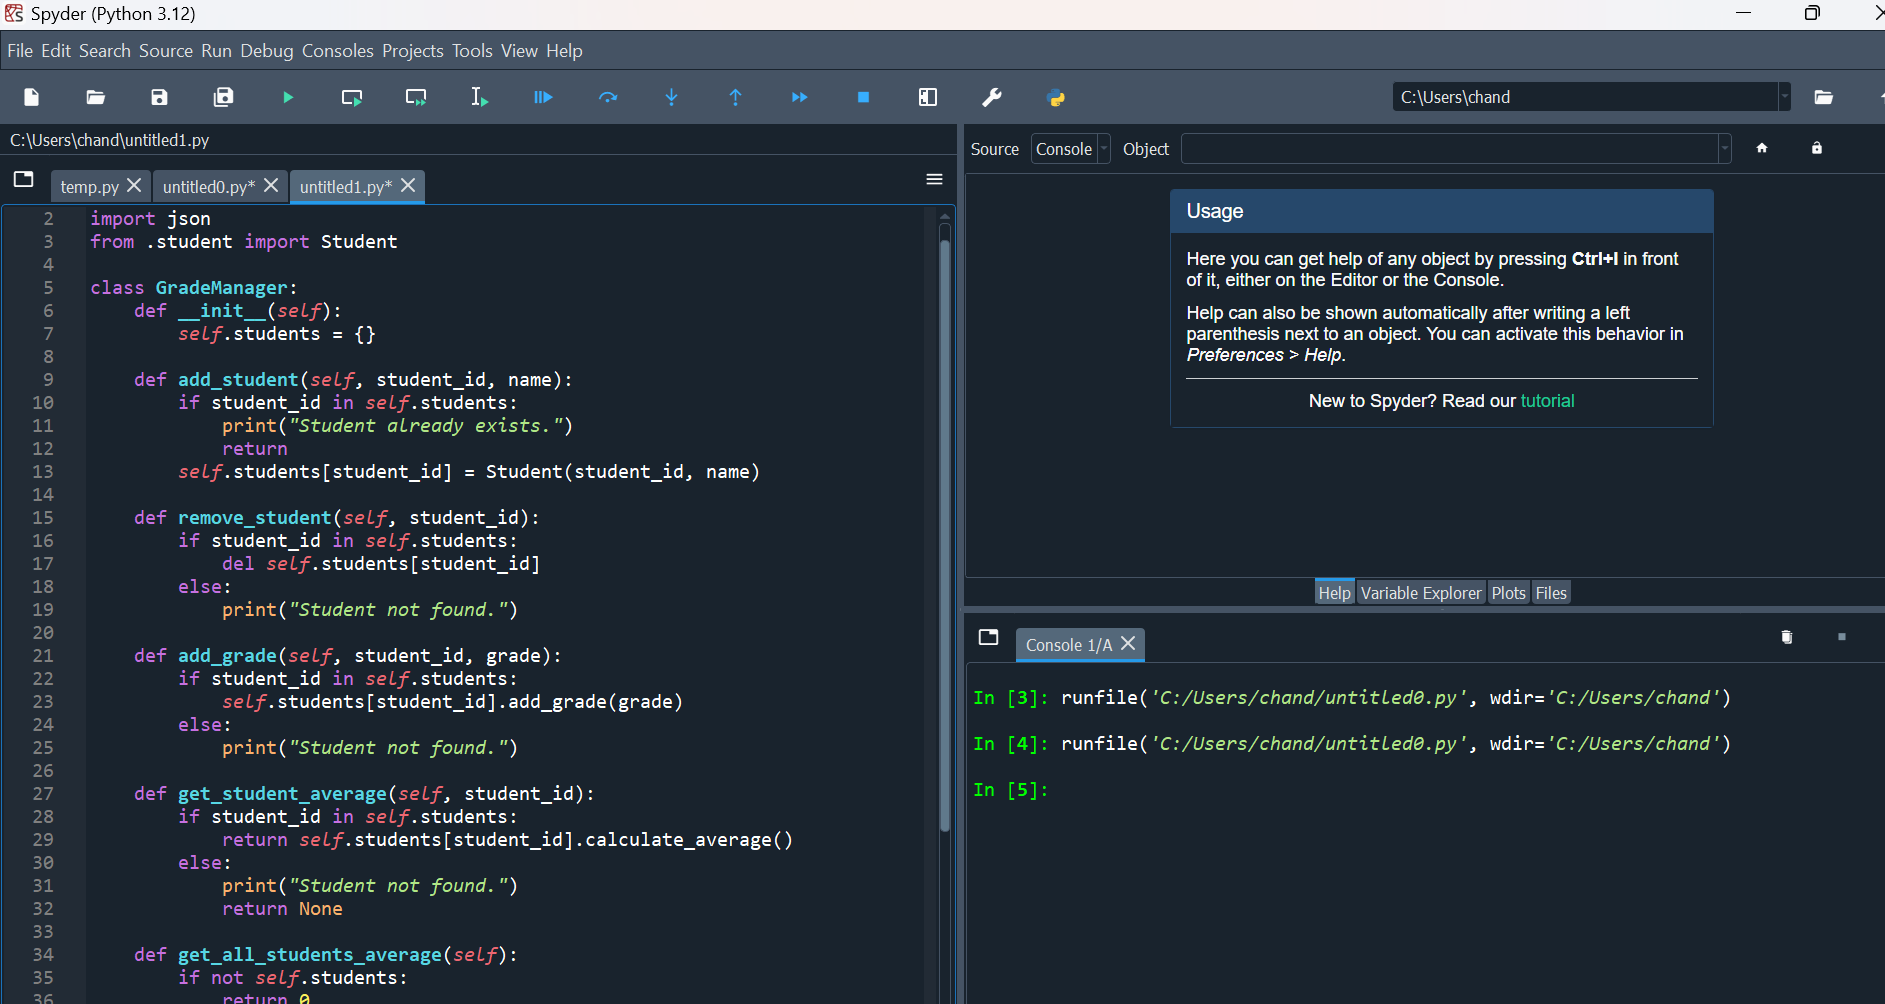 Spyder (Python 3.12)
File Edit Search Source Run Debug Consoles Projects Tools View Help
C:\Users\chand
C:\Users\chand\untitled1.py
temp.py untitled0.py* untitled1.py*
2 import json
3 from .student import Student
4
5 class GradeManager:
6     def __init__(self):
7         self.students = {}
8
9     def add_student(self, student_id, name):
10         if student_id in self.students:
11             print("Student already exists.")
12             return
13         self.students[student_id] = Student(student_id, name)
14
15     def remove_student(self, student_id):
16         if student_id in self.students:
17             del self.students[student_id]
18         else:
19             print("Student not found.")
20
21     def add_grade(self, student_id, grade):
22         if student_id in self.students:
23             self.students[student_id].add_grade(grade)
24         else:
25             print("Student not found.")
26
27     def get_student_average(self, student_id):
28         if student_id in self.students:
29             return self.students[student_id].calculate_average()
30         else:
31             print("Student not found.")
32             return None
33
34     def get_all_students_average(self):
35         if not self.students:
36             return 0
Source Console Object
Usage
Here you can get help of any object by pressing Ctrl+I in front
of it, either on the Editor or the Console.
Help can also be shown automatically after writing a left
parenthesis next to an object. You can activate this behavior in
Preferences > Help.
New to Spyder? Read our tutorial
Help Variable Explorer Plots Files
Console 1/A
In [3]: runfile('C:/Users/chand/untitled0.py', wdir='C:/Users/chand')
In [4]: runfile('C:/Users/chand/untitled0.py', wdir='C:/Users/chand')
In [5]: